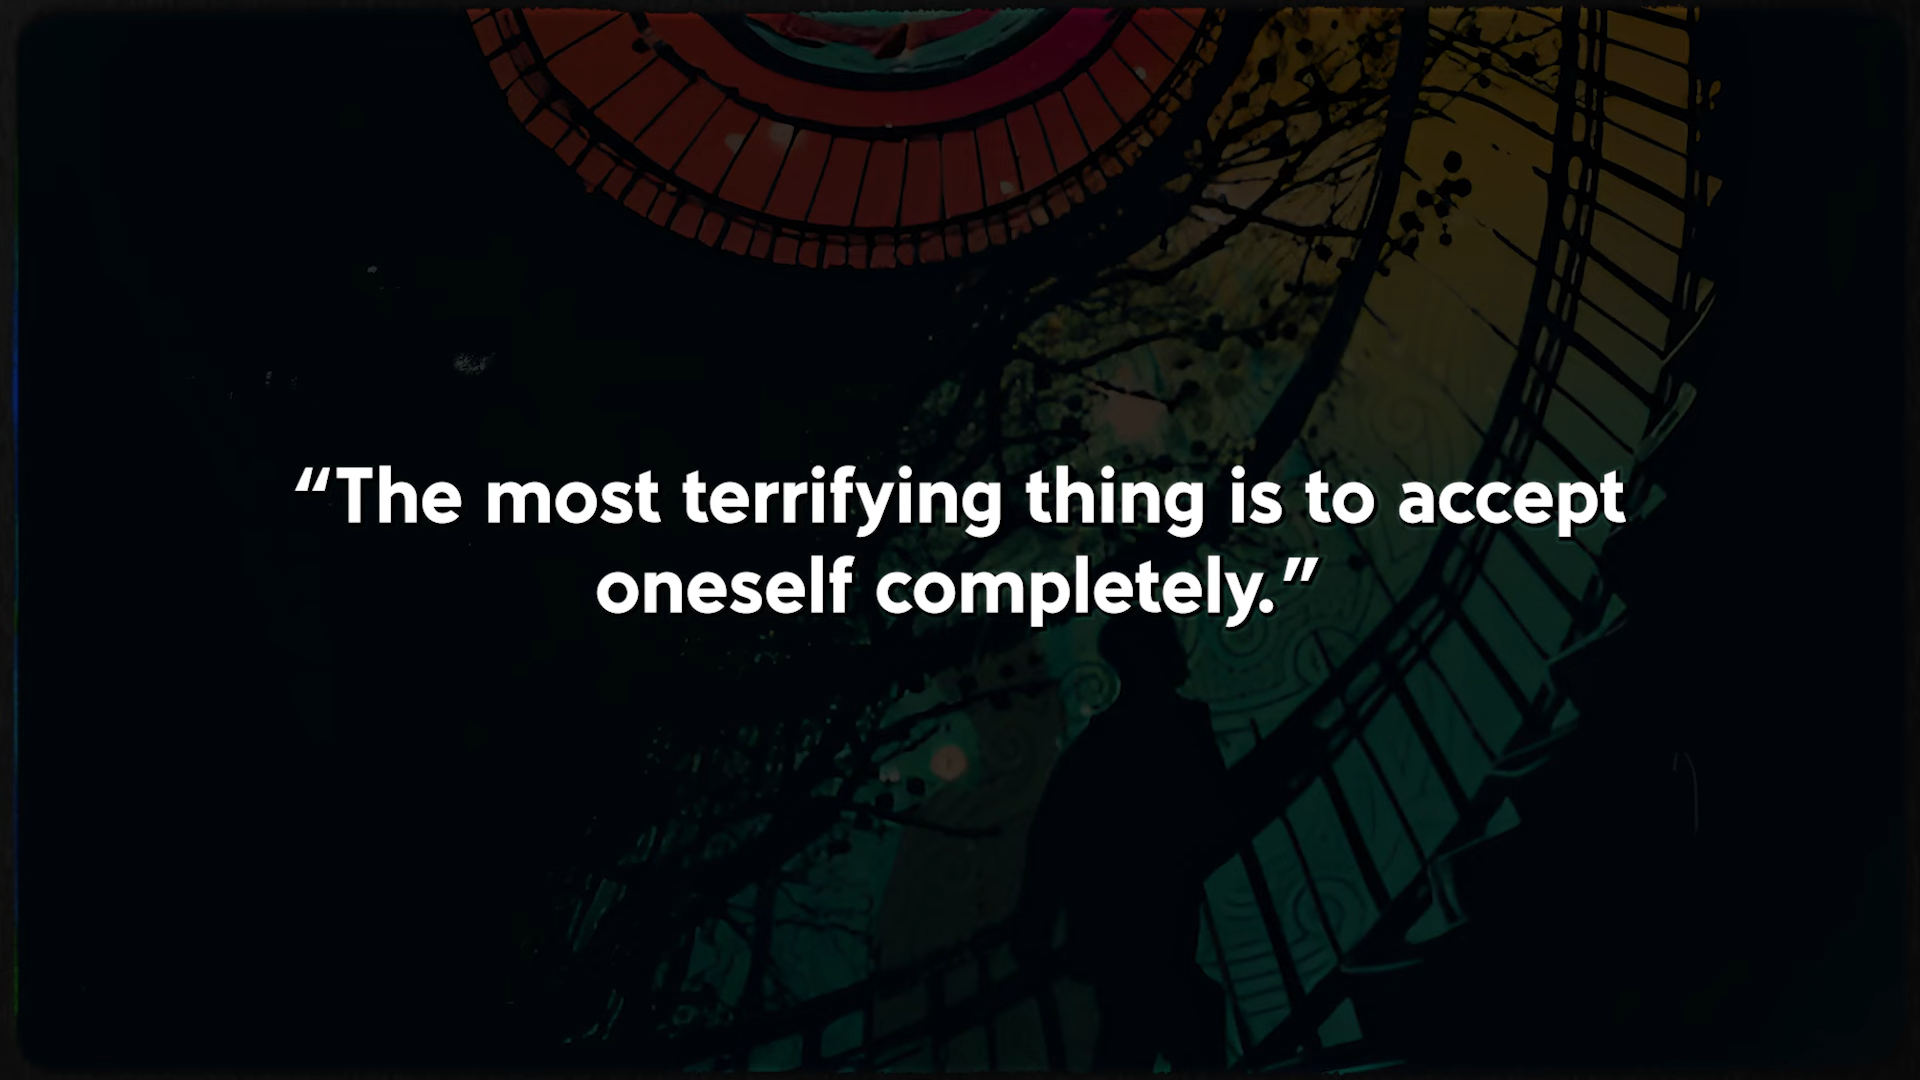 “The most terrifying thing is to accept
oneself completely.”